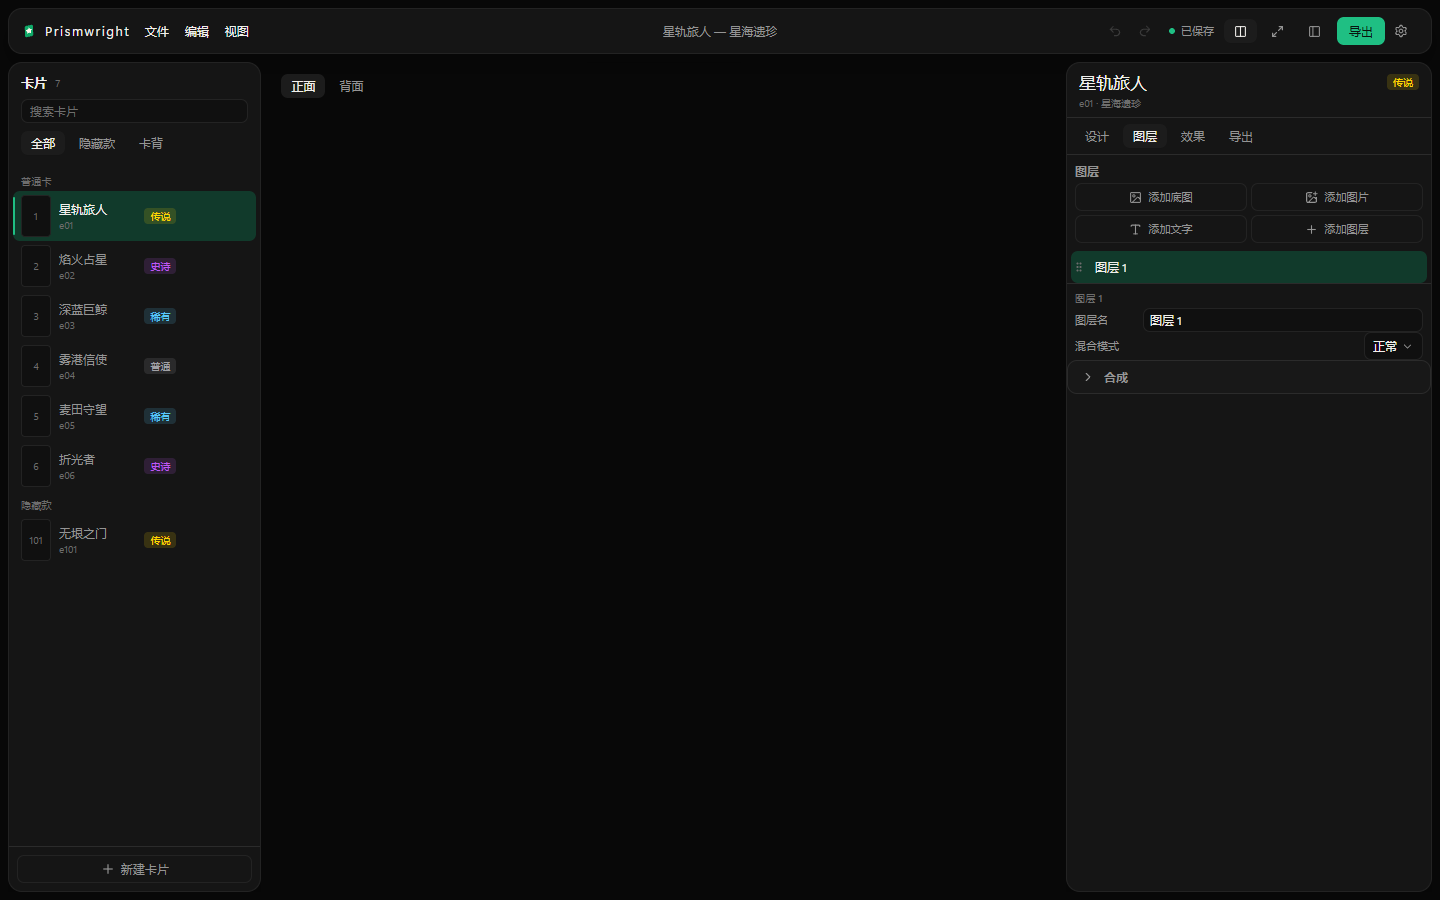 Prismwright 文件 编辑 视图
星轨旅人 — 星海遗珍
已保存
导出
卡片 7
搜索卡片
全部 隐藏款 卡背
普通卡
1 星轨旅人 传说
e01
2 焰火占星 史诗
e02
3 深蓝巨鲸 稀有
e03
4 雾港信使 普通
e04
5 麦田守望 稀有
e05
6 折光者 史诗
e06
隐藏款
101 无垠之门 传说
e101
新建卡片
正面 背面
星轨旅人 传说
e01 · 星海遗珍
设计 图层 效果 导出
图层
添加底图 添加图片
添加文字 添加图层
图层 1
图层 1
图层名 图层 1
混合模式 正常
合成